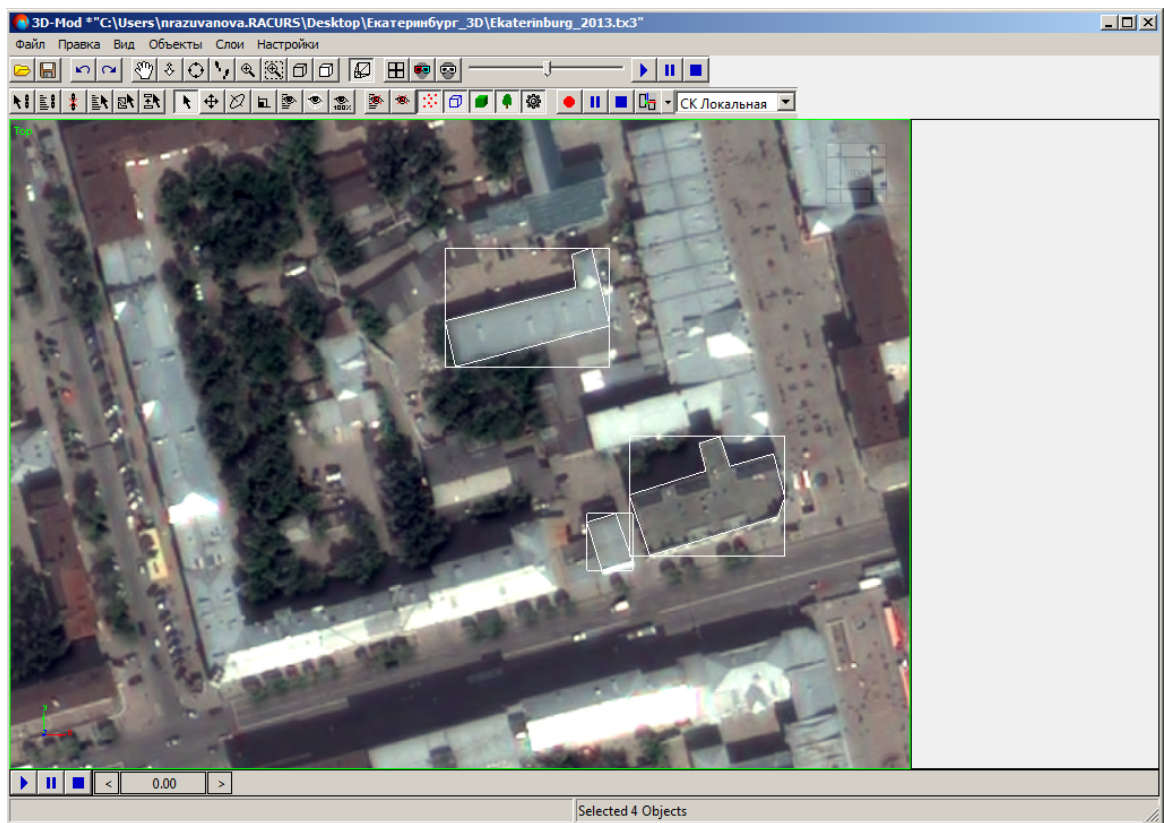 3D-Mod *"C:\Users\nrazuvanova.RACURS\Desktop\Екатеринбург_3D\Ekaterinburg_2013.tx3"
Файл Правка Вид Объекты Слои Настройки
100%
СК Локальная
Top
y
z
< 0.00 >
Selected 4 Objects